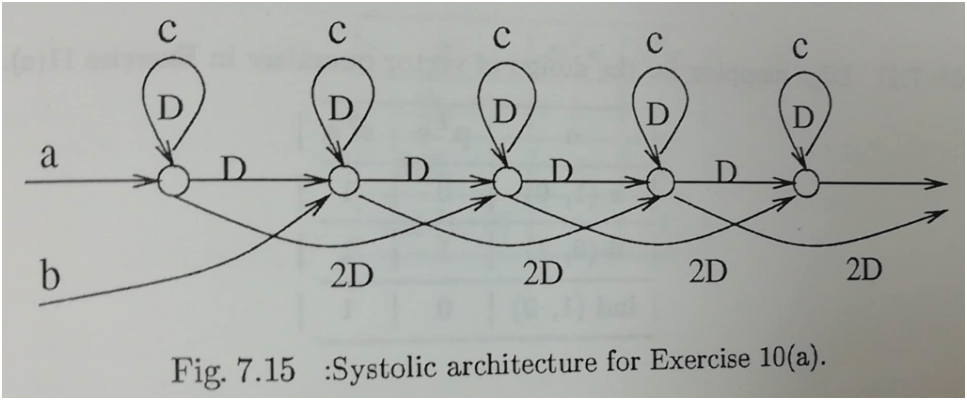 c c c c c
D D D D D
a D D D D
b 2D 2D 2D 2D
Fig. 7.15 :Systolic architecture for Exercise 10(a).